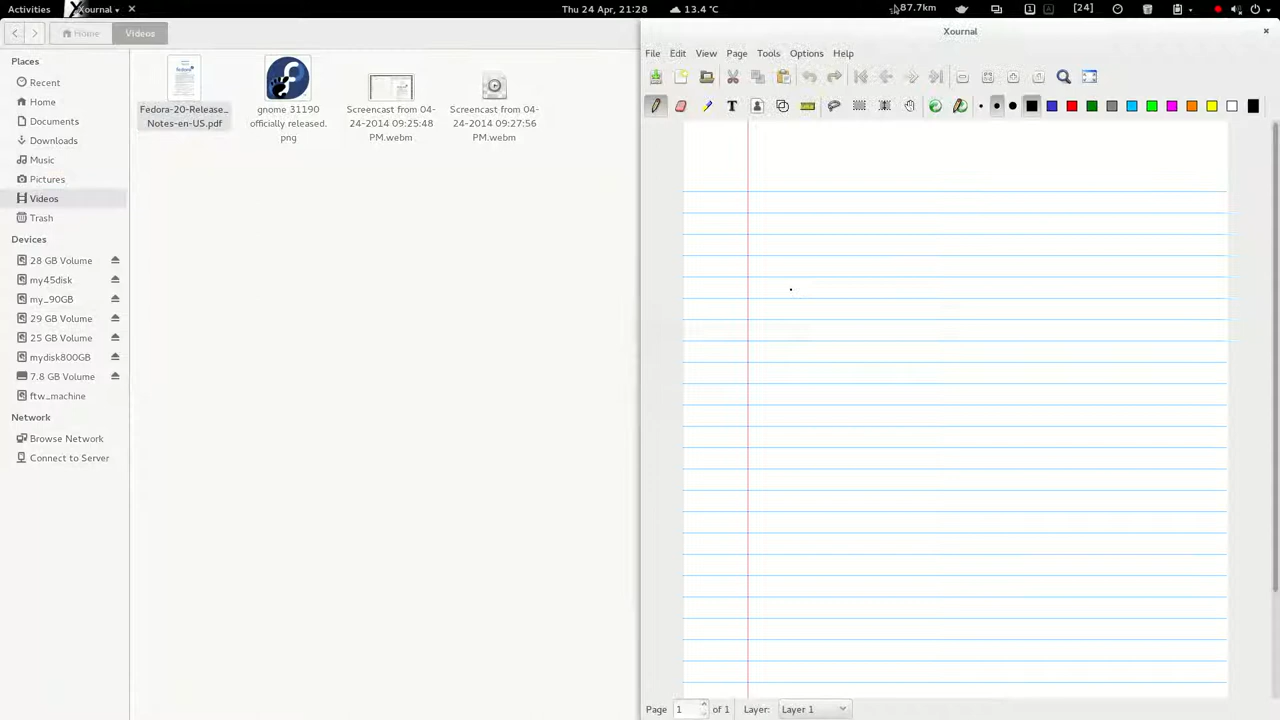 Activities Xournal Thu 24 Apr, 21:28 13.4 °C 87.7km 1 A [24]
Home Videos
Xournal
File Edit View Page Tools Options Help
Places
Recent
Home
Documents
Downloads
Music
Pictures
Videos
Trash
Devices
28 GB Volume
my45disk
my_90GB
29 GB Volume
25 GB Volume
mydisk800GB
7.8 GB Volume
ftw_machine
Network
Browse Network
Connect to Server
Fedora-20-Release_
Notes-en-US.pdf
gnome 31190
officially released.
png
Screencast from 04-
24-2014 09:25:48
PM.webm
Screencast from 04-
24-2014 09:27:56
PM.webm
T
Page 1 of 1 Layer: Layer 1